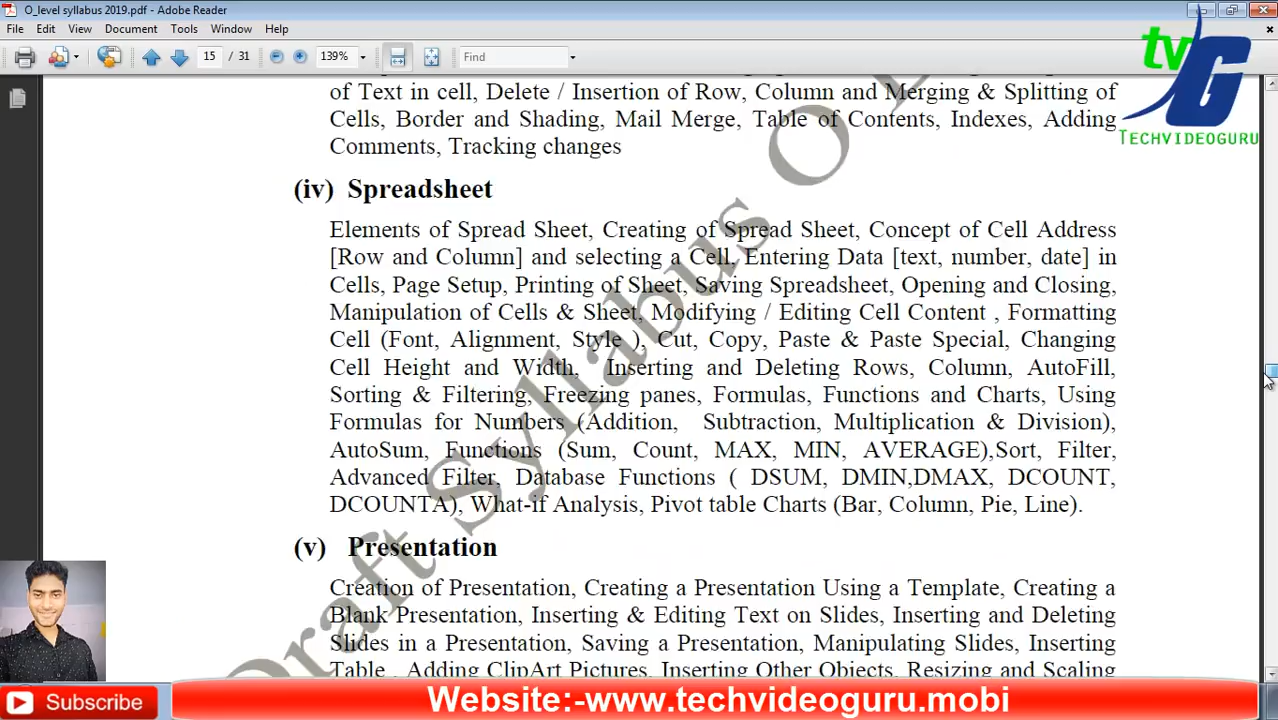 O_level syllabus 2019.pdf - Adobe Reader
File Edit View Document Tools Window Help
15 / 31 139% Find
tv G
TECHVIDEOGURU
of Text in cell, Delete / Insertion of Row, Column and Merging & Splitting of
Cells, Border and Shading, Mail Merge, Table of Contents, Indexes, Adding
Comments, Tracking changes
(iv) Spreadsheet
Elements of Spread Sheet, Creating of Spread Sheet, Concept of Cell Address
[Row and Column] and selecting a Cell, Entering Data [text, number, date] in
Cells, Page Setup, Printing of Sheet, Saving Spreadsheet, Opening and Closing,
Manipulation of Cells & Sheet, Modifying / Editing Cell Content , Formatting
Cell (Font, Alignment, Style ), Cut, Copy, Paste & Paste Special, Changing
Cell Height and Width, Inserting and Deleting Rows, Column, AutoFill,
Sorting & Filtering, Freezing panes, Formulas, Functions and Charts, Using
Formulas for Numbers (Addition, Subtraction, Multiplication & Division),
AutoSum, Functions (Sum, Count, MAX, MIN, AVERAGE),Sort, Filter,
Advanced Filter, Database Functions ( DSUM, DMIN,DMAX, DCOUNT,
DCOUNTA), What-if Analysis, Pivot table Charts (Bar, Column, Pie, Line).
(v) Presentation
Creation of Presentation, Creating a Presentation Using a Template, Creating a
Blank Presentation, Inserting & Editing Text on Slides, Inserting and Deleting
Slides in a Presentation, Saving a Presentation, Manipulating Slides, Inserting
Table , Adding ClipArt Pictures, Inserting Other Objects, Resizing and Scaling
Draft Syllabus O
Subscribe
Website:-www.techvideoguru.mobi